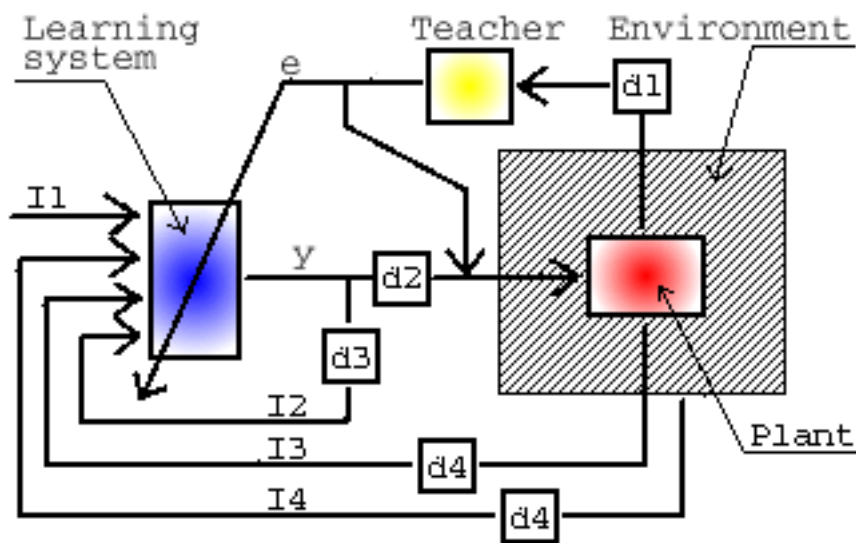 Learning
system
Teacher
Environment
e
d1
I1
y
d2
d3
I2
I3
d4
Plant
I4
d4